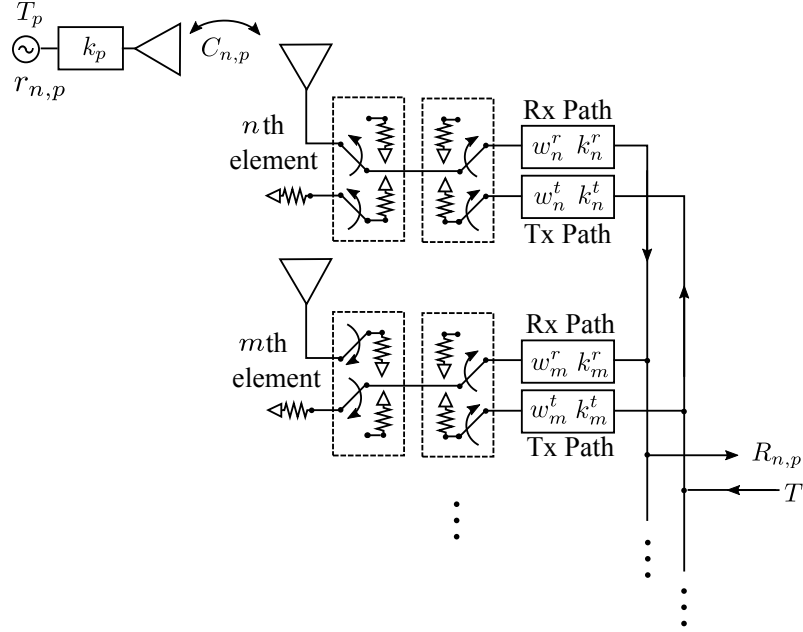 T_p
k_p
C_{n,p}
r_{n,p}
nth
element
Rx Path
w_n^r k_n^r
w_n^t k_n^t
Tx Path
mth
element
Rx Path
w_m^r k_m^r
w_m^t k_m^t
Tx Path
R_{n,p}
T